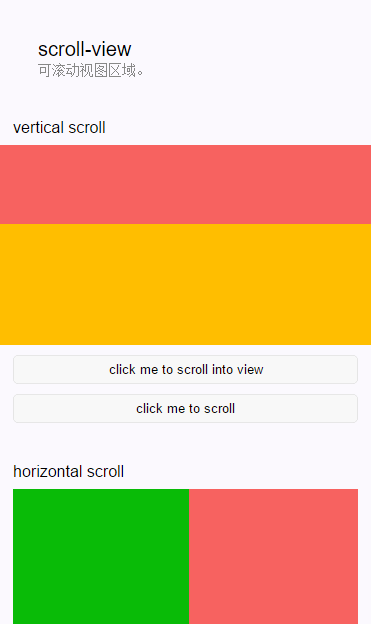 scroll-view
可滚动视图区域。
vertical scroll
click me to scroll into view
click me to scroll
horizontal scroll